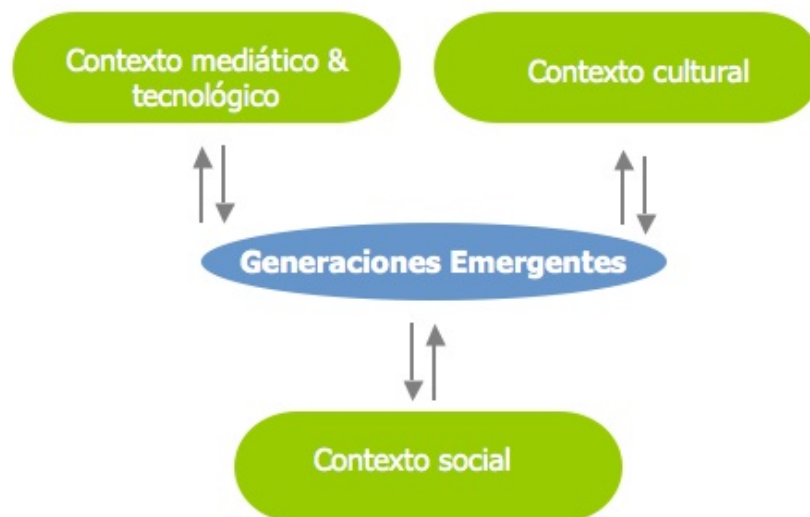 Contexto mediático &
tecnológico
Contexto cultural
Generaciones Emergentes
Contexto social